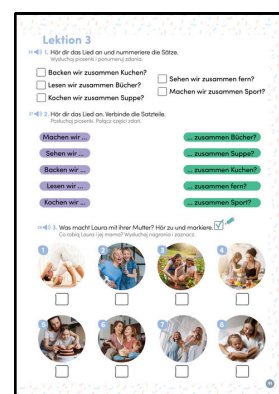 Lektion 3
1. Hör dir das Lied an und nummeriere die Sätze.
Wysłuchaj piosenki i ponumeruj zdania.
Backen wir zusammen Kuchen?
Lesen wir zusammen Bücher?
Kochen wir zusammen Suppe?
Sehen wir zusammen fern?
Machen wir zusammen Sport?
2. Hör dir das Lied an. Verbinde die Satzteile.
Posłuchaj piosenki. Połącz części zdań.
Machen wir ... ... zusammen Bücher?
Sehen wir ... ... zusammen Suppe?
Backen wir ... ... zusammen Kuchen?
Lesen wir ... ... zusammen fern?
Kochen wir ... ... zusammen Sport?
3. Was macht Laura mit ihrer Mutter? Hör zu und markiere.
Co robią Laura i jej mama? Wysłuchaj nagrania i zaznacz.
1 2 3 4
5 6 7 8